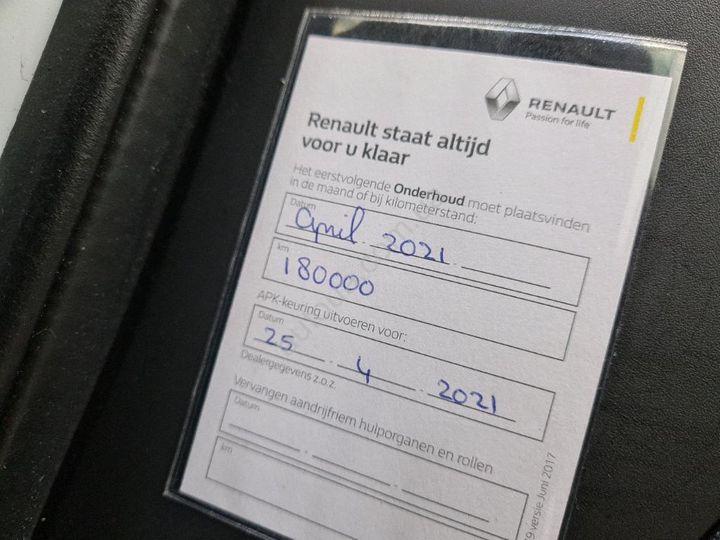 RENAULT
Passion for life
Renault staat altijd
voor u klaar
Het eerstvolgende Onderhoud moet plaatsvinden
in de maand of bij kilometerstand:
Datum
April 2021
km
180000
APK-keuring uitvoeren voor:
Datum
25 4 2021
Dealergegevens z.o.z.
Vervangen aandrijfriem hulporganen en rollen
Datum
km
9 versie Juni 2017